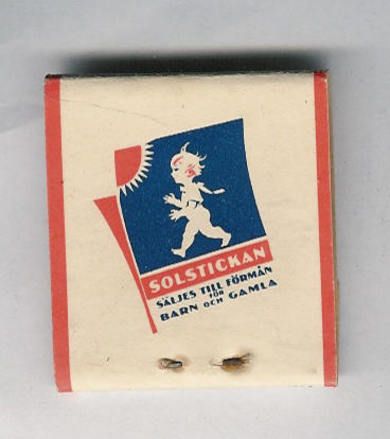 SOLSTICKAN
SÄLJES TILL FÖRMÅN
FÖR
BARN OCH GAMLA